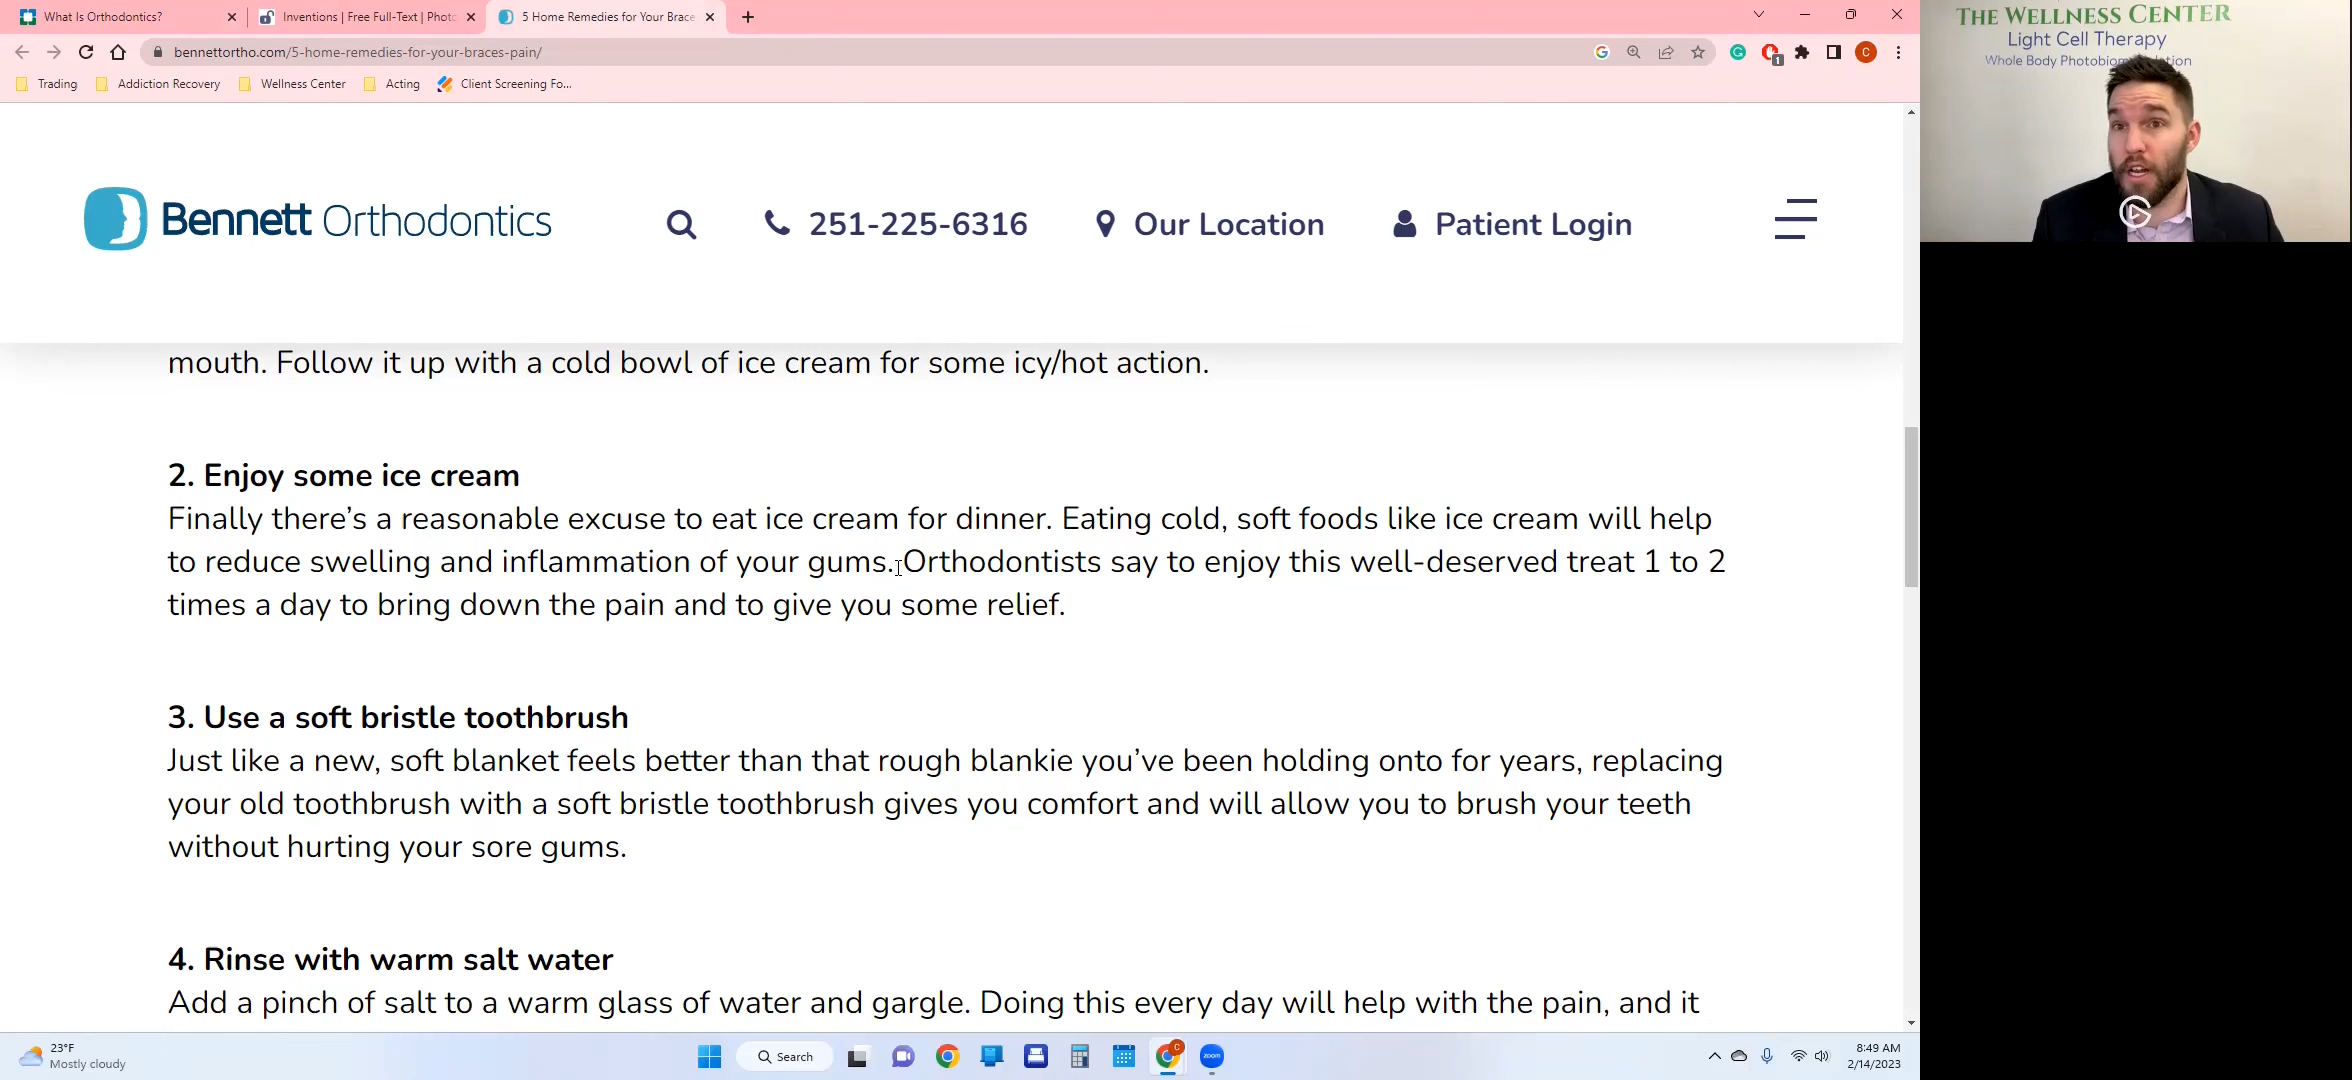 What Is Orthodontics?
Inventions | Free Full-Text | Photo
5 Home Remedies for Your Brace
bennettortho.com/5-home-remedies-for-your-braces-pain/
1
C
Trading
Addiction Recovery
Wellness Center
Acting
Client Screening Fo...
Bennett Orthodontics
251-225-6316
Our Location
Patient Login
mouth. Follow it up with a cold bowl of ice cream for some icy/hot action.
2. Enjoy some ice cream
Finally there’s a reasonable excuse to eat ice cream for dinner. Eating cold, soft foods like ice cream will help
to reduce swelling and inflammation of your gums. Orthodontists say to enjoy this well-deserved treat 1 to 2
times a day to bring down the pain and to give you some relief.
3. Use a soft bristle toothbrush
Just like a new, soft blanket feels better than that rough blankie you’ve been holding onto for years, replacing
your old toothbrush with a soft bristle toothbrush gives you comfort and will allow you to brush your teeth
without hurting your sore gums.
4. Rinse with warm salt water
Add a pinch of salt to a warm glass of water and gargle. Doing this every day will help with the pain, and it
THE WELLNESS CENTER
Light Cell Therapy
Whole Body
23°F
Mostly cloudy
Search
C
zoom
8:49 AM
2/14/2023